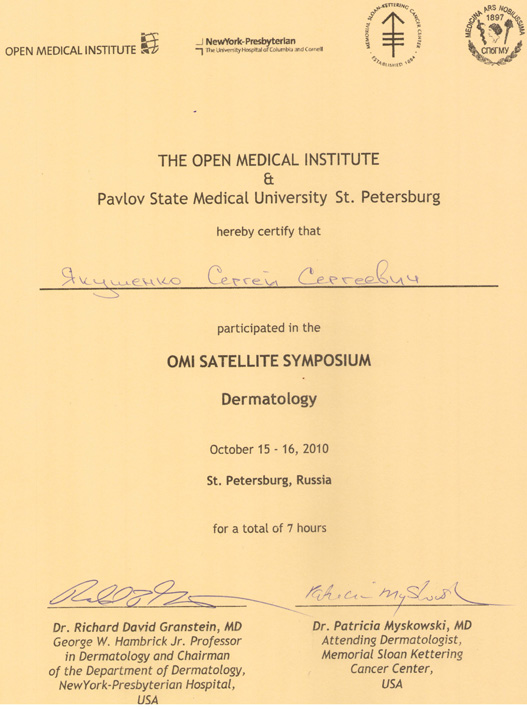 OPEN MEDICAL INSTITUTE
NewYork-Presbyterian
The University Hospital of Columbia and Cornell
MEMORIAL SLOAN-KETTERING CANCER CENTER
ESTABLISHED 1884
MEDICINA ARS NOBILISSIMA
1897
СПбГМУ
THE OPEN MEDICAL INSTITUTE
&
Pavlov State Medical University St. Petersburg
hereby certify that
Якушенко Сергей Сергеевич
participated in the
OMI SATELLITE SYMPOSIUM
Dermatology
October 15 - 16, 2010
St. Petersburg, Russia
for a total of 7 hours
Patricia Myskowski
Dr. Richard David Granstein, MD
George W. Hambrick Jr. Professor
in Dermatology and Chairman
of the Department of Dermatology,
NewYork-Presbyterian Hospital,
USA
Dr. Patricia Myskowski, MD
Attending Dermatologist,
Memorial Sloan Kettering
Cancer Center,
USA